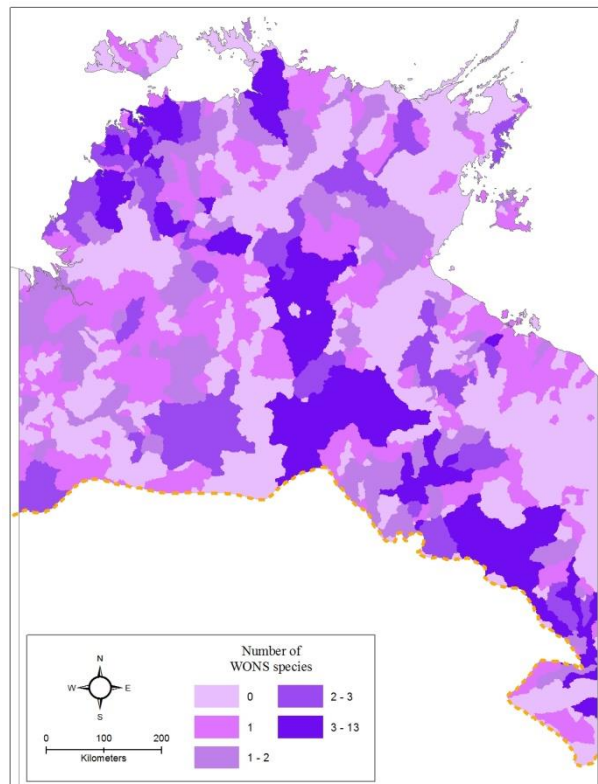 Number of
WONS species
N
W E
S
0 2 - 3
1 3 - 13
1 - 2
0 100 200
Kilometers